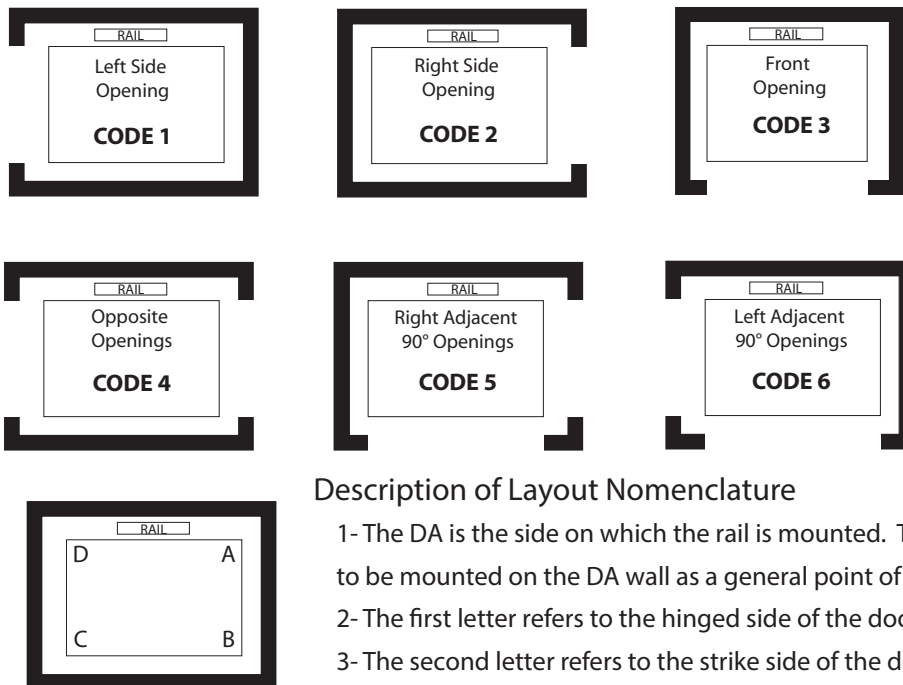 RAIL
Left Side
Opening
CODE 1
RAIL
Right Side
Opening
CODE 2
RAIL
Front
Opening
CODE 3
RAIL
Opposite
Openings
CODE 4
RAIL
Right Adjacent
90° Openings
CODE 5
RAIL
Left Adjacent
90° Openings
CODE 6
RAIL
D A
C B
Description of Layout Nomenclature
1- The DA is the side on which the rail is mounted.
to be mounted on the DA wall as a general point of
2- The first letter refers to the hinged side of the
3- The second letter refers to the strike side of the